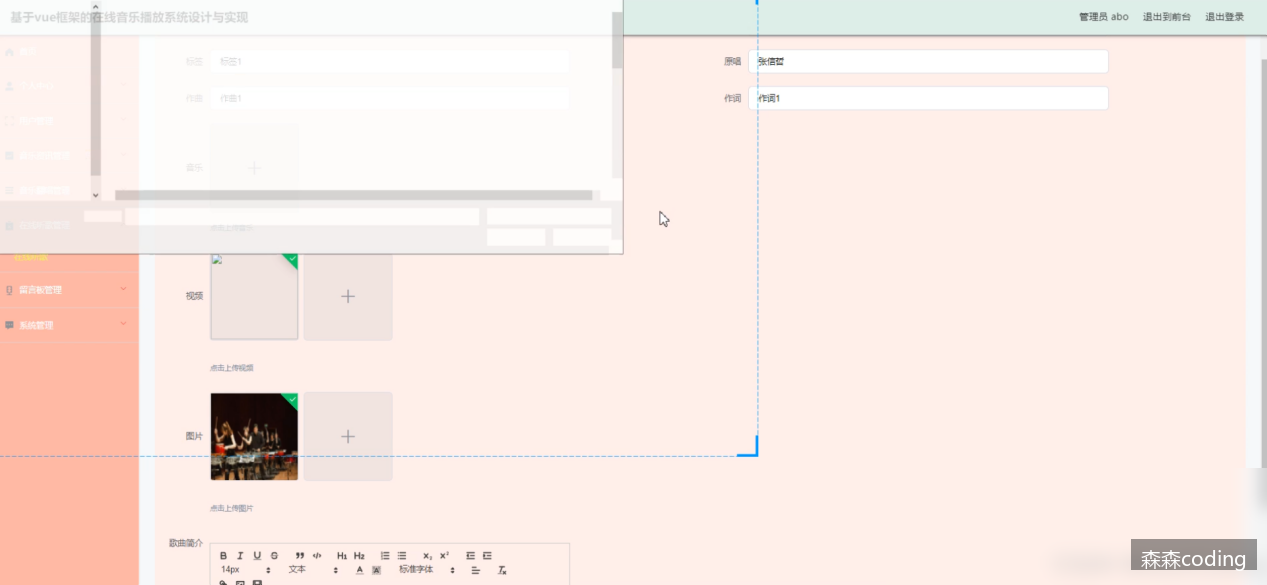 基于vue框架的在线音乐播放系统设计与实现
管理员 abo 退出到前台 退出登录
标签 标签1 原唱 张信哲
作曲 作曲1 作词 作词1
音乐
点击上传音乐
留言板管理
视频
系统管理
点击上传视频
图片
点击上传图片
歌曲简介
B I U S H1 H2 X2 X2
14px 文本 标准字体
森森coding